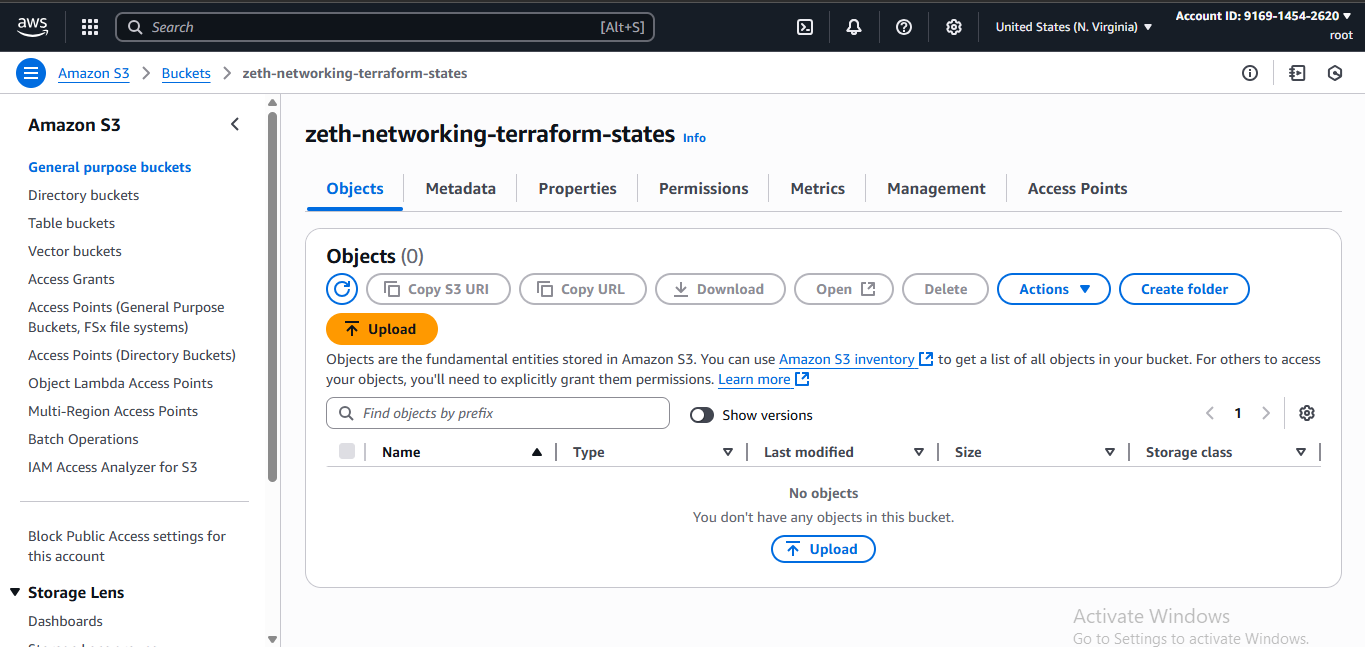 aws
Search
[Alt+S]
United States (N. Virginia)
Account ID: 9169-1454-2620
root
Amazon S3
Buckets
zeth-networking-terraform-states
Amazon S3
General purpose buckets
Directory buckets
Table buckets
Vector buckets
Access Grants
Access Points (General Purpose
Buckets, FSx file systems)
Access Points (Directory Buckets)
Object Lambda Access Points
Multi-Region Access Points
Batch Operations
IAM Access Analyzer for S3
Block Public Access settings for
this account
Storage Lens
Dashboards
zeth-networking-terraform-states Info
Objects
Metadata
Properties
Permissions
Metrics
Management
Access Points
Objects (0)
Copy S3 URI
Copy URL
Download
Open
Delete
Actions
Create folder
Upload
Objects are the fundamental entities stored in Amazon S3. You can use Amazon S3 inventory to get a list of all objects in your bucket. For others to access
your objects, you'll need to explicitly grant them permissions. Learn more
Find objects by prefix
Show versions
1
Name
Type
Last modified
Size
Storage class
No objects
You don't have any objects in this bucket.
Upload
Activate Windows
Go to Settings to activate Windows.